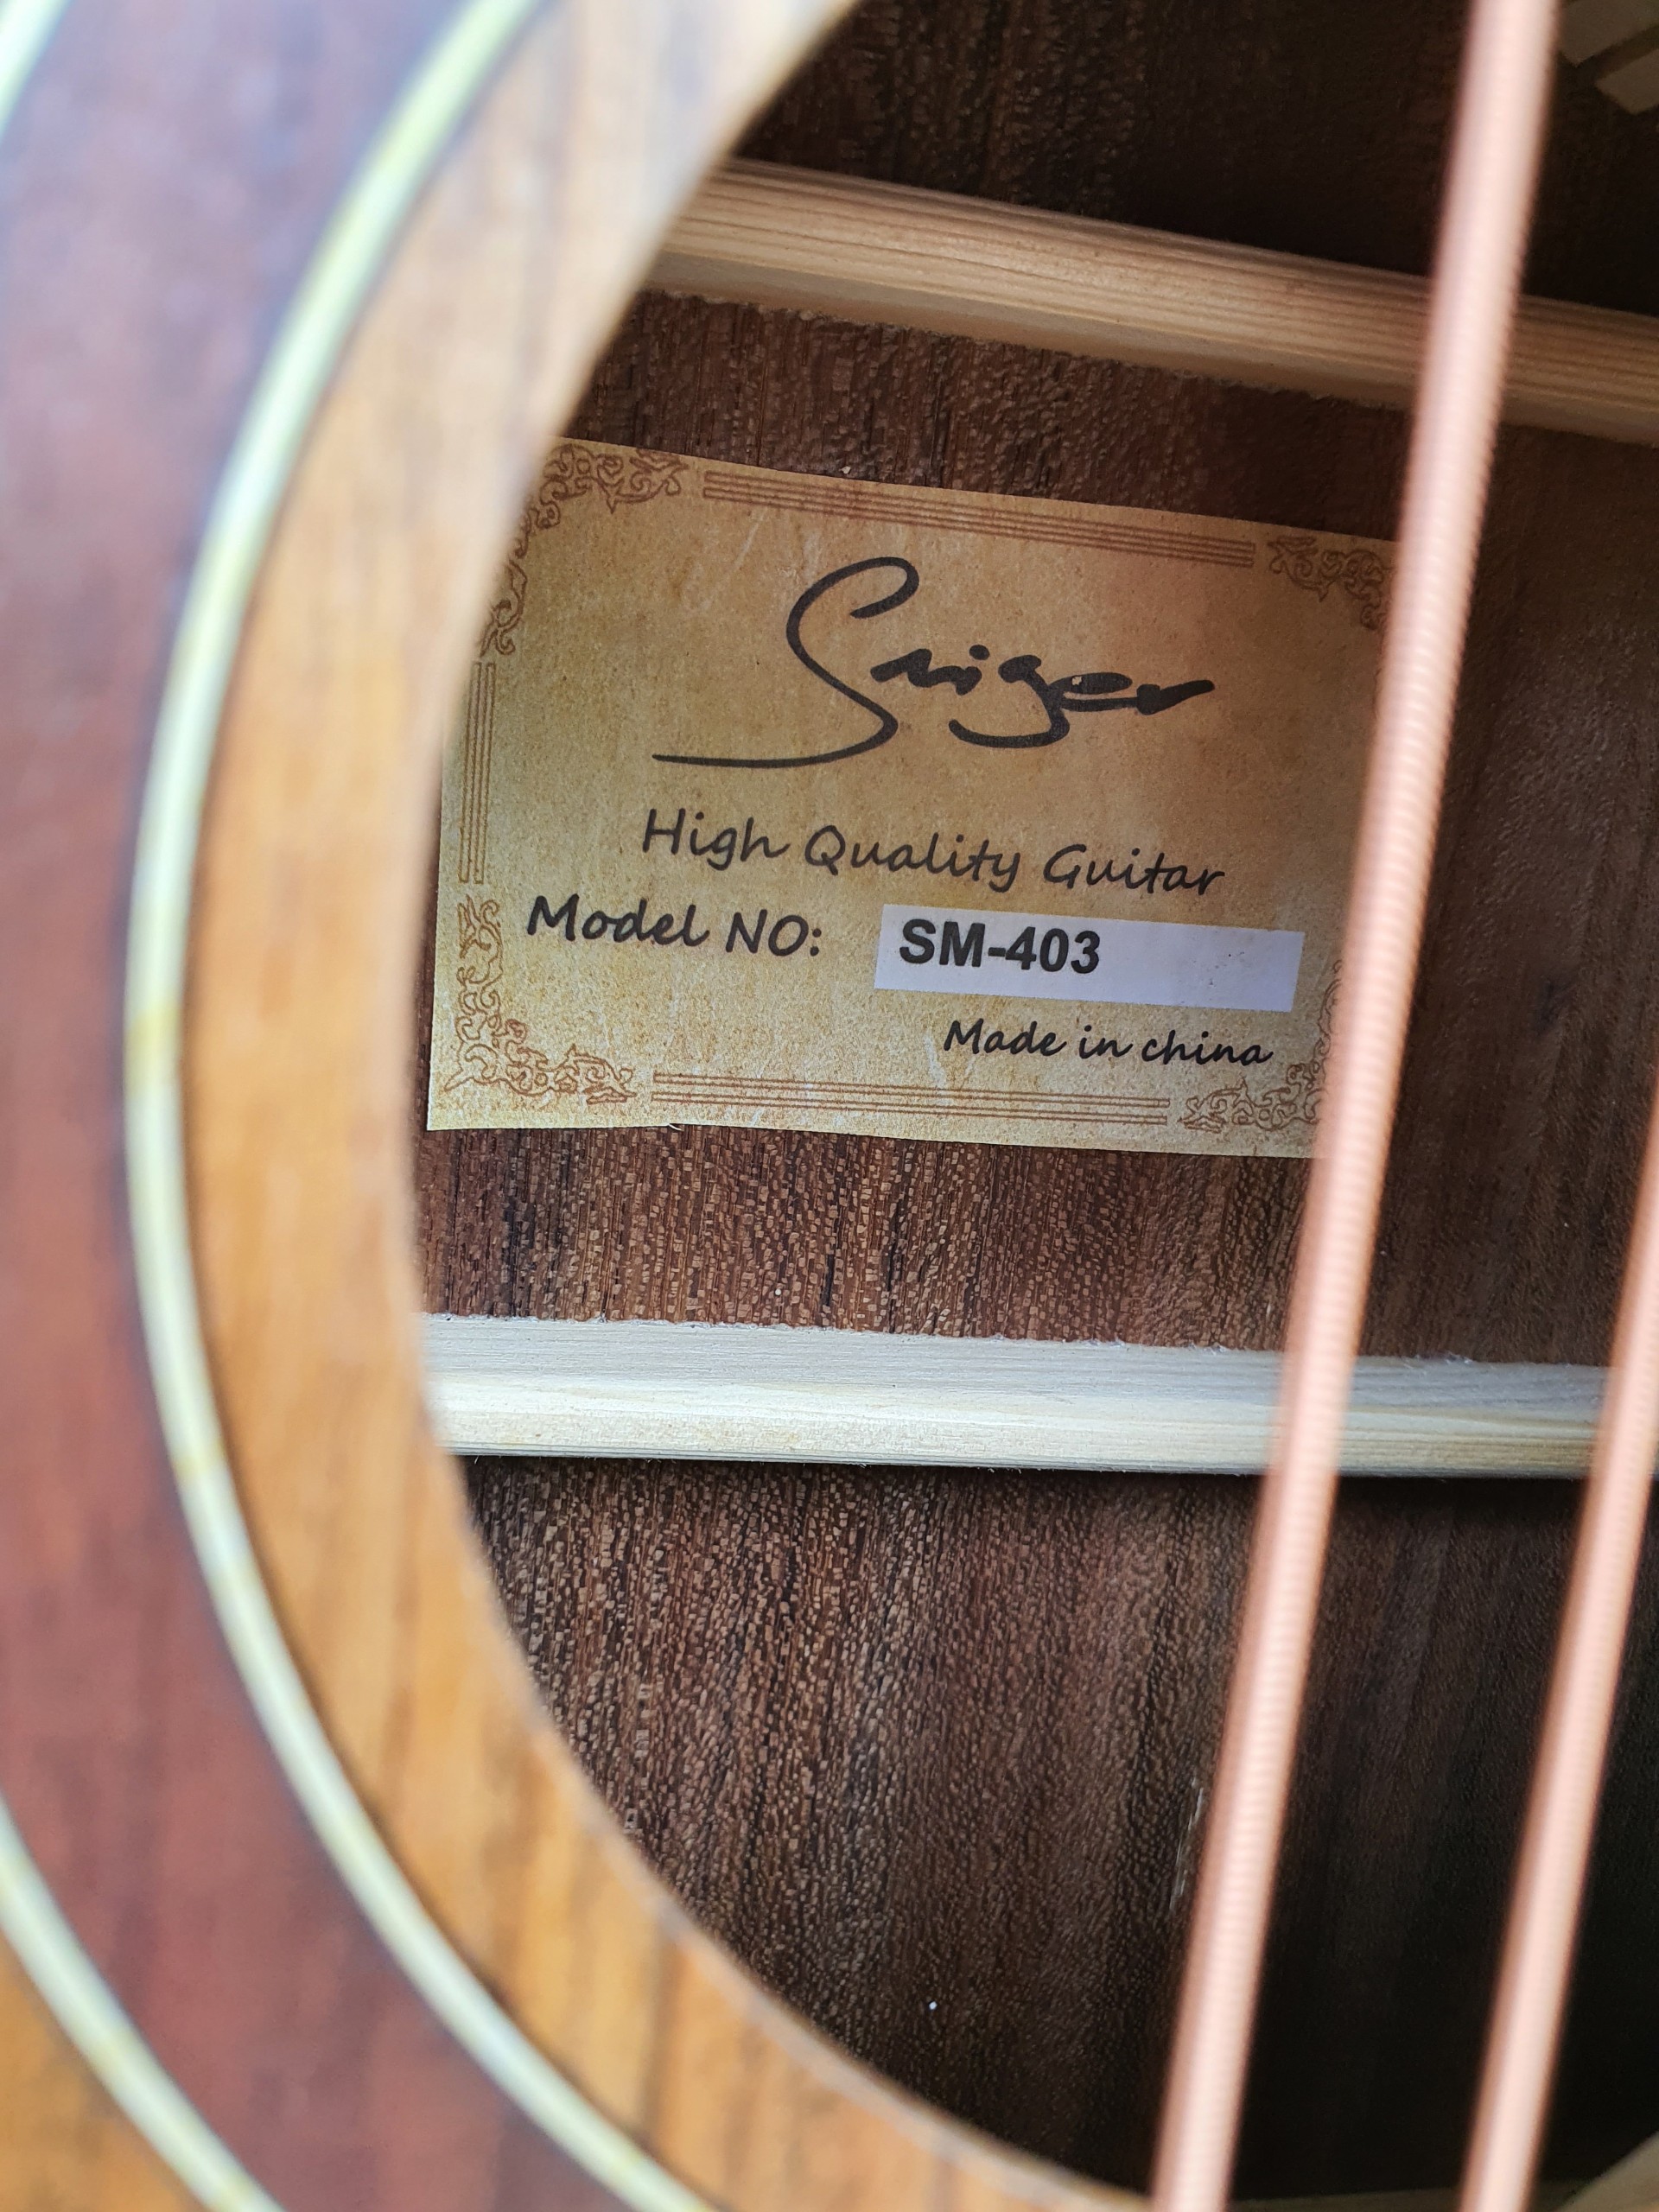 Smiger
High Quality Guitar
Model NO: SM-403
Made in china